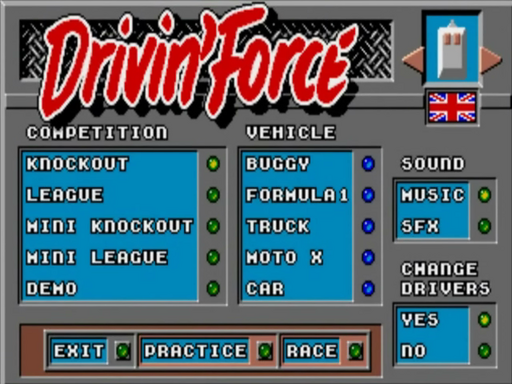 Drivin' Force
COMPETITION
KNOCKOUT
LEAGUE
MINI KNOCKOUT
MINI LEAGUE
DEMO
VEHICLE
BUGGY
FORMULA1
TRUCK
MOTO X
CAR
SOUND
MUSIC
SFX
CHANGE
DRIVERS
YES
NO
EXIT
PRACTICE
RACE